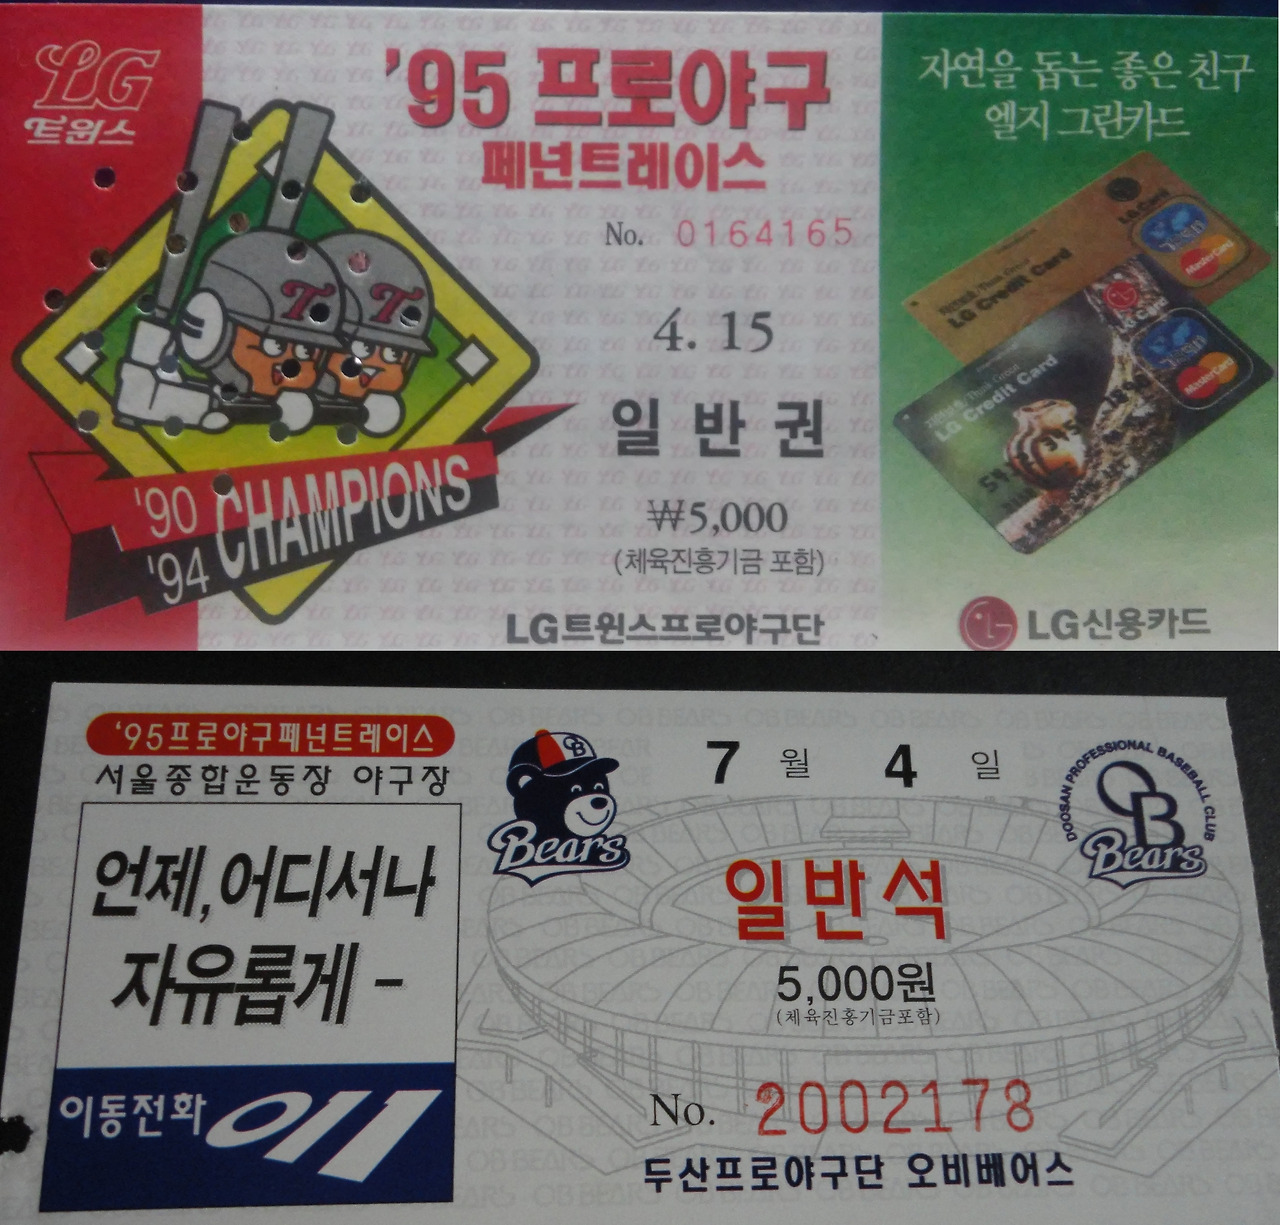 LG
트윈스
'95 프로야구
페넌트레이스
No. 0164165
4. 15
일반권
₩5,000
(체육진흥기금 포함)
LG트윈스프로야구단
'90
'94 CHAMPIONS
자연을 돕는 좋은 친구
엘지 그린카드
LG Card
MasterCard
LG Credit Card
MasterCard
LG Credit Card
LG신용카드
'95프로야구페넌트레이스
서울종합운동장 야구장
언제, 어디서나
자유롭게 -
이동전화 011
Bears
7 월 4 일
일반석
5,000원
(체육진흥기금포함)
No. 2002178
두산프로야구단 오비베어스
DOOSAN PROFESSIONAL BASEBALL CLUB
OB
Bears